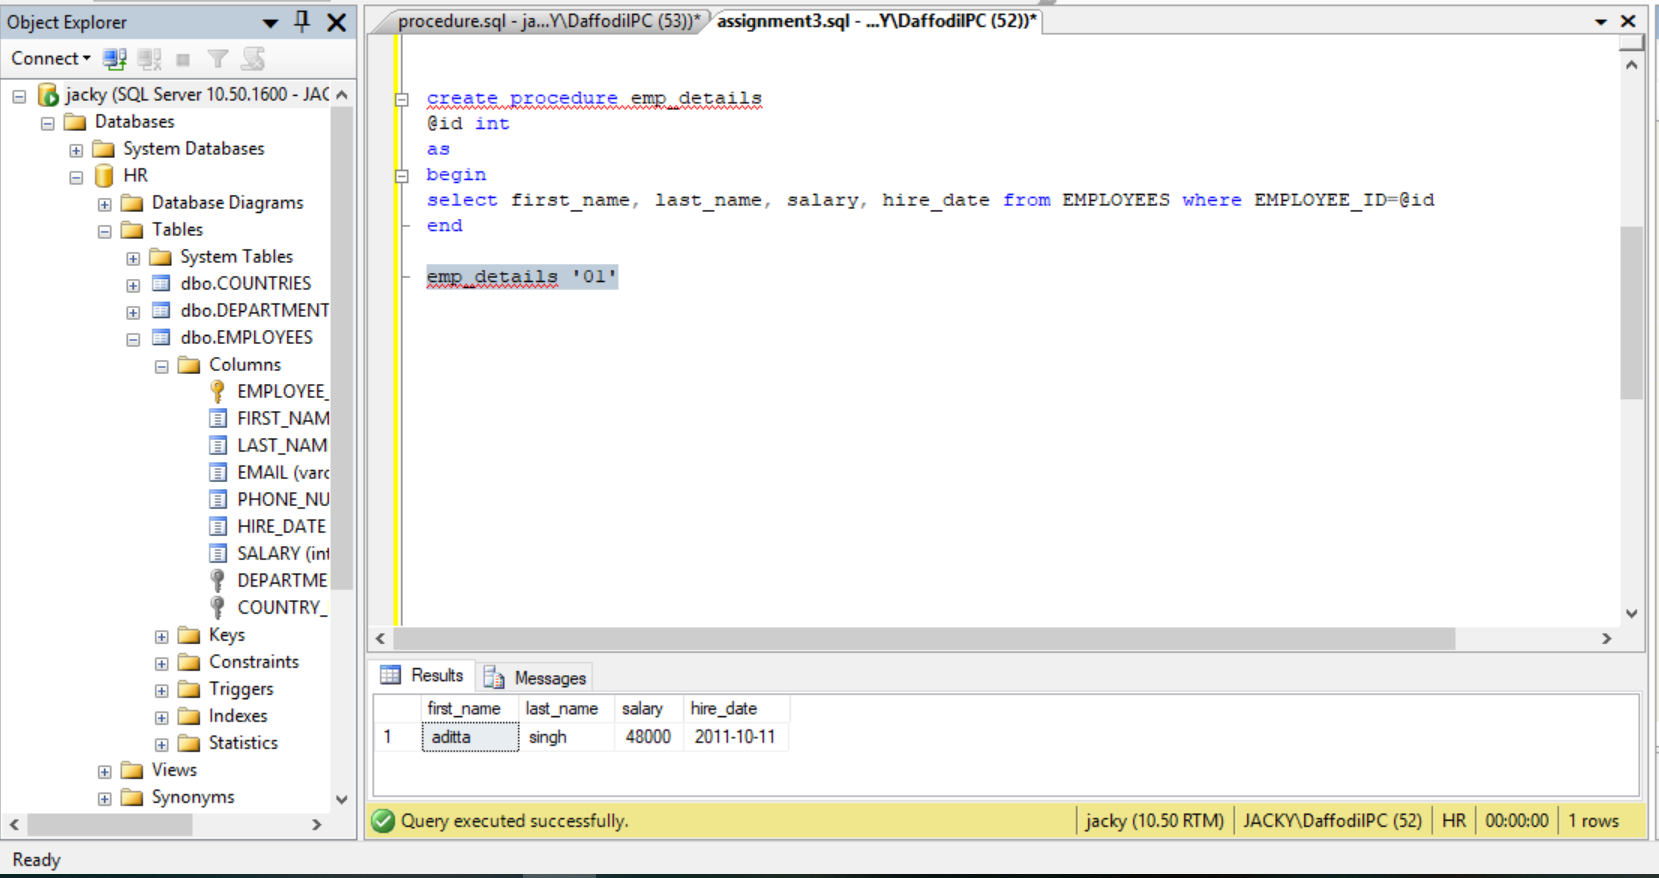 Object Explorer
Connect
jacky (SQL Server 10.50.1600 - JAC
Databases
System Databases
HR
Database Diagrams
Tables
System Tables
dbo.COUNTRIES
dbo.DEPARTMENT
dbo.EMPLOYEES
Columns
EMPLOYEE_
FIRST_NAM
LAST_NAM
EMAIL (varc
PHONE_NU
HIRE_DATE
SALARY (int
DEPARTME
COUNTRY_
Keys
Constraints
Triggers
Indexes
Statistics
Views
Synonyms
procedure.sql - ja...Y\DaffodilPC (53))* assignment3.sql - ...Y\DaffodilPC (52))*
create procedure emp_details
@id int
as
begin
select first_name, last_name, salary, hire_date from EMPLOYEES where EMPLOYEE_ID=@id
end
emp_details '01'
Results Messages
first_name last_name salary hire_date
1 aditta singh 48000 2011-10-11
Query executed successfully. jacky (10.50 RTM) JACKY\DaffodilPC (52) HR 00:00:00 1 rows
Ready